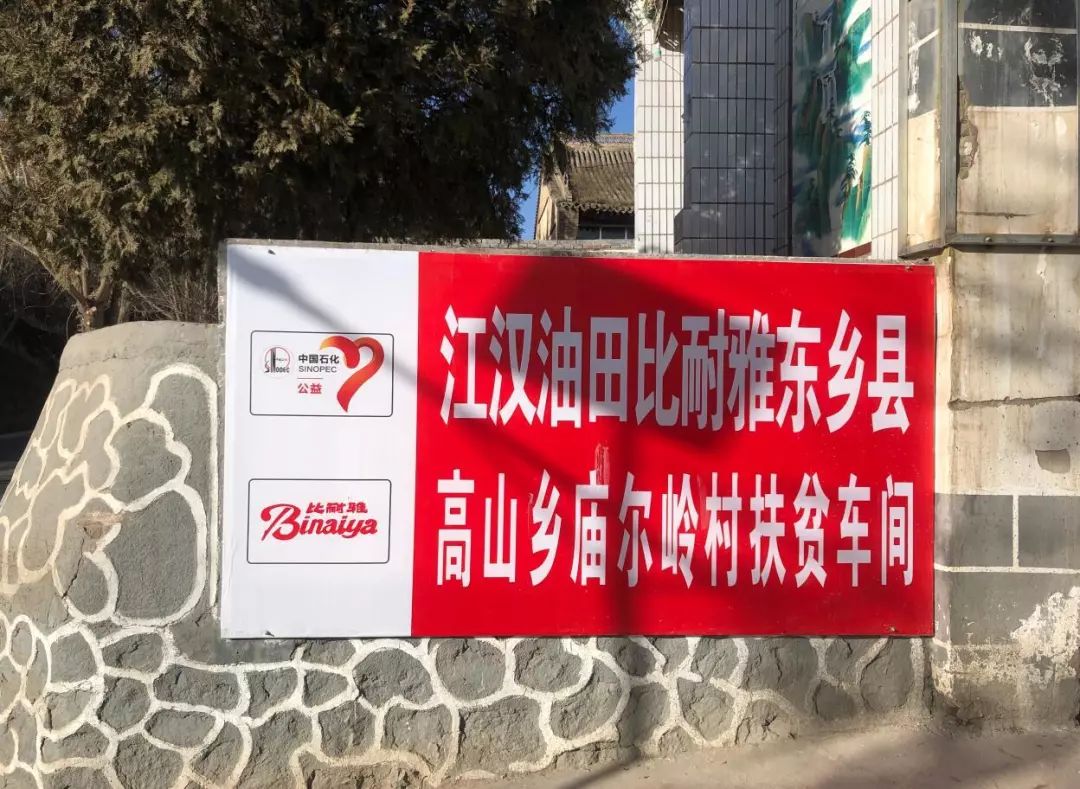 中国石化
SINOPEC
公益
比耐雅
Binaiya
江汉油田比耐雅东乡县
高山乡庙尔岭村扶贫车间